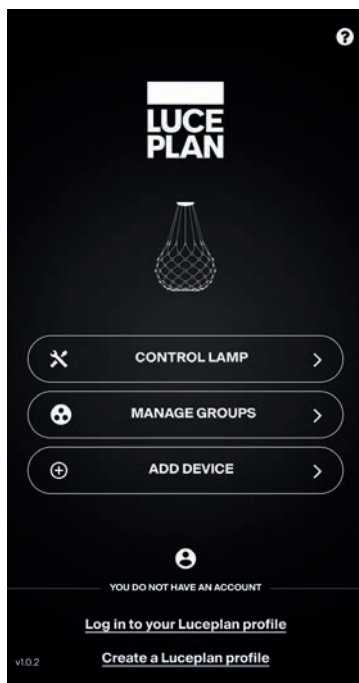 ?
LUCE
PLAN
CONTROL LAMP
MANAGE GROUPS
ADD DEVICE
YOU DO NOT HAVE AN ACCOUNT
Log in to your Luceplan profile
Create a Luceplan profile
v1.0.2